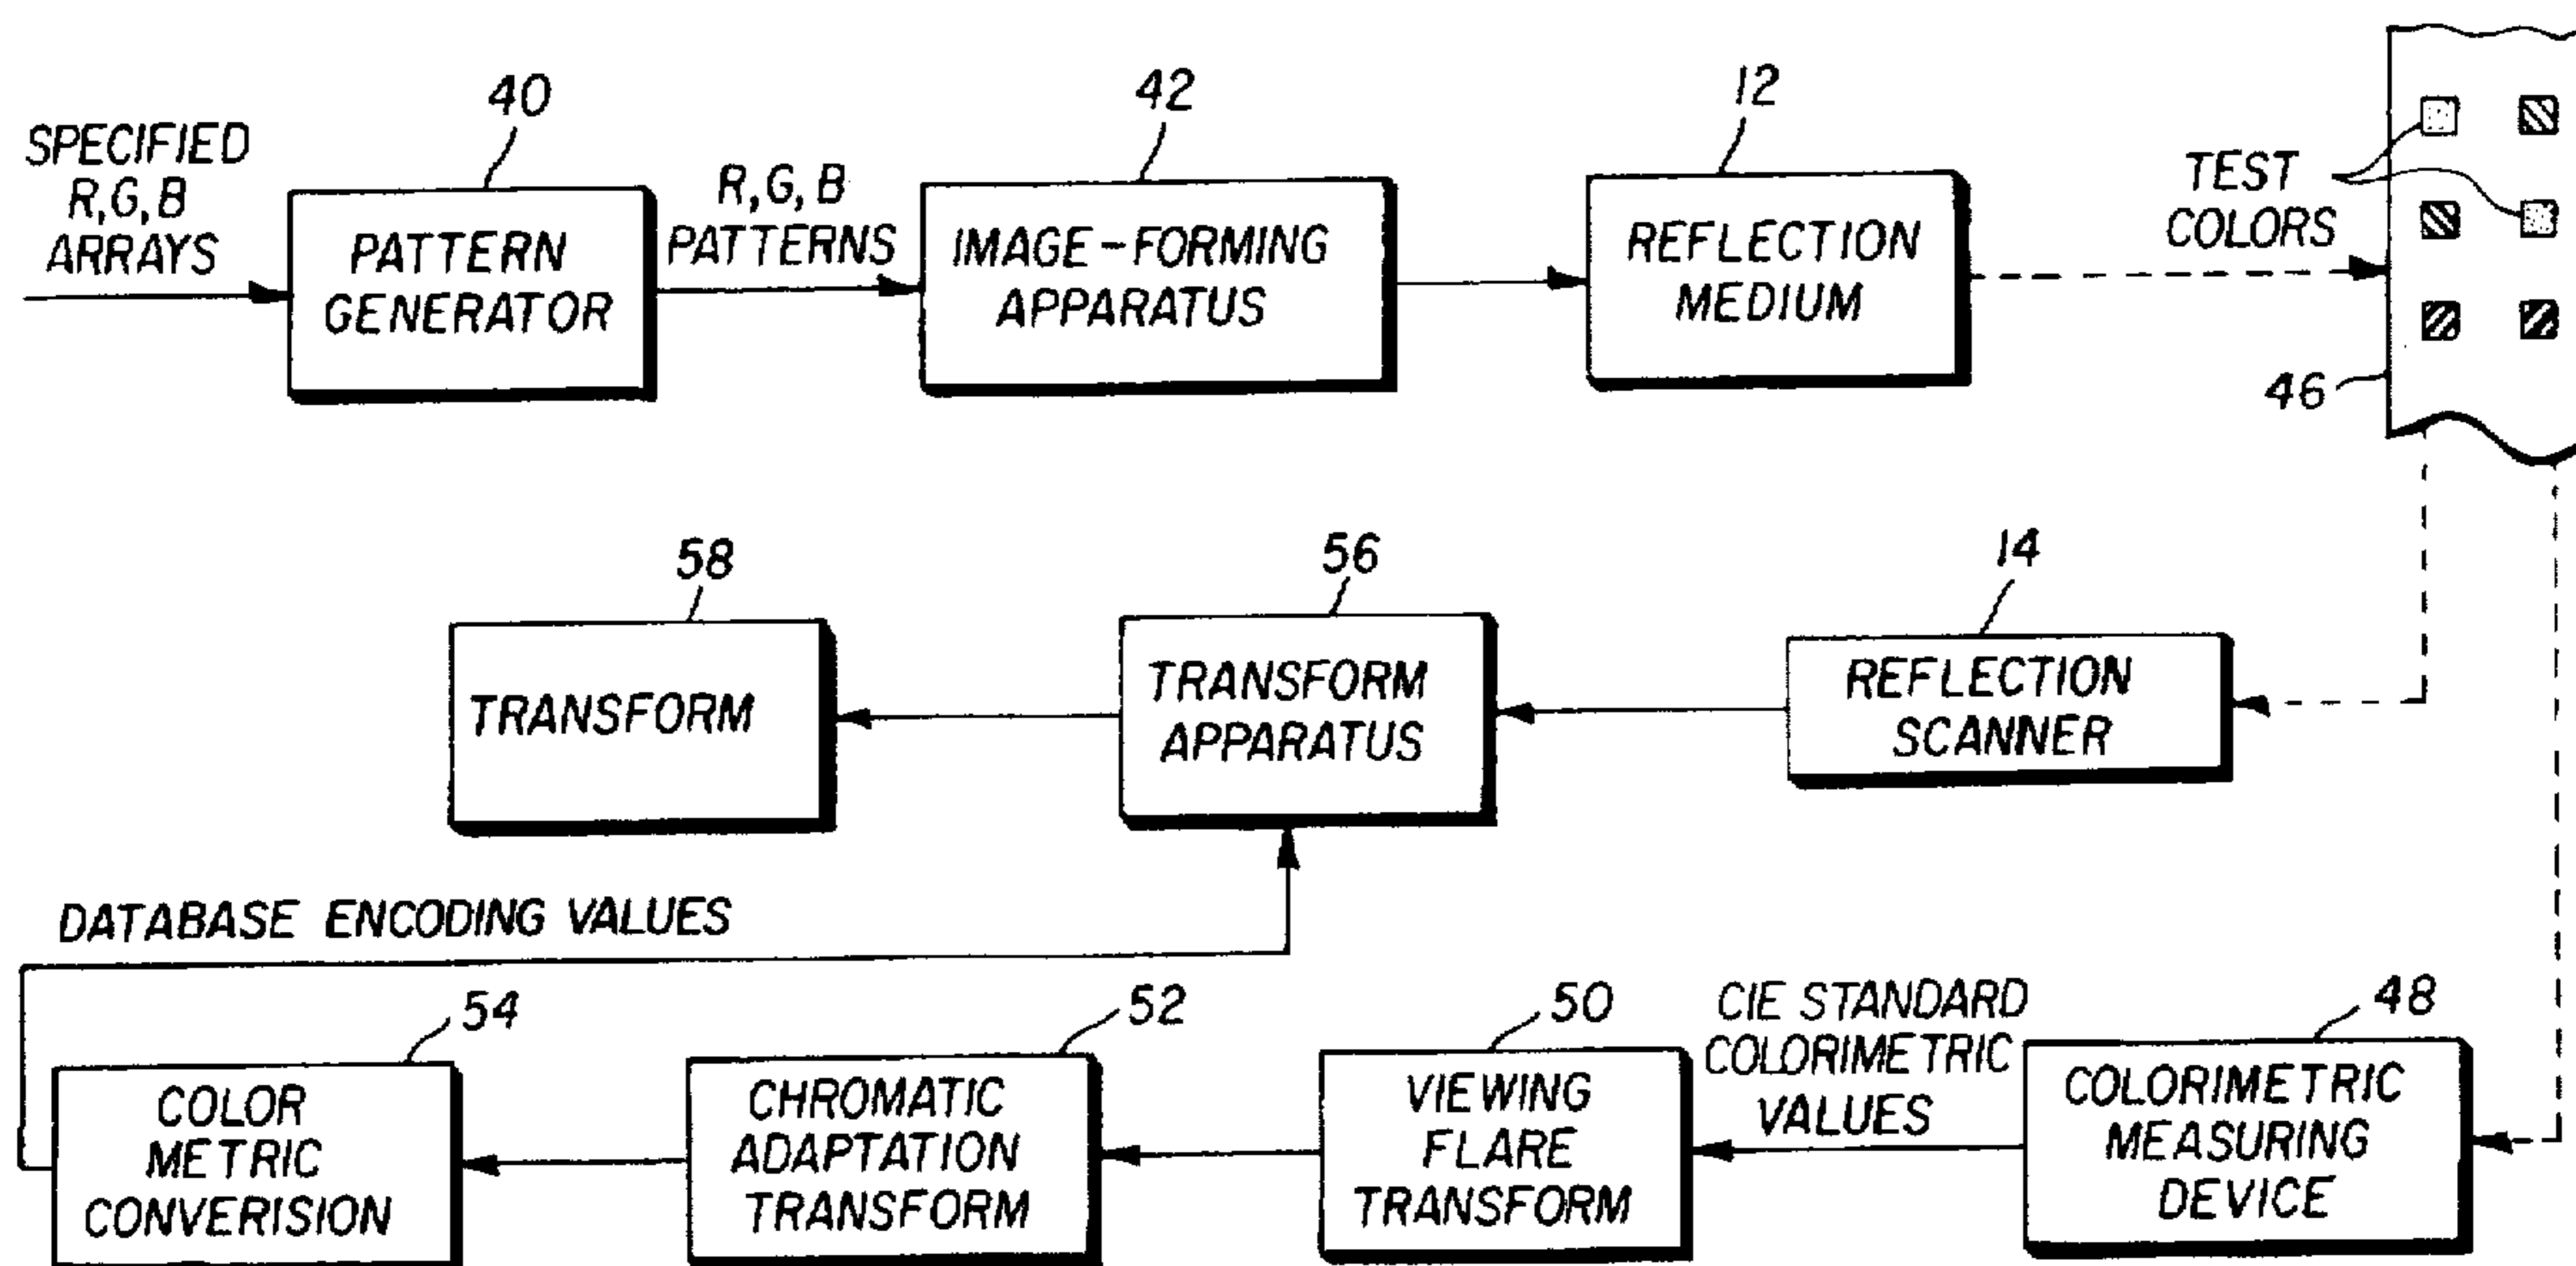 40
42
12
SPECIFIED
R,G,B
ARRAYS
PATTERN
GENERATOR
R,G,B
PATTERNS
IMAGE-FORMING
APPARATUS
REFLECTION
MEDIUM
TEST
COLORS
46
58
56
14
TRANSFORM
TRANSFORM
APPARATUS
REFLECTION
SCANNER
DATABASE ENCODING VALUES
54
52
50
48
COLOR
METRIC
CONVERISION
CHROMATIC
ADAPTATION
TRANSFORM
VIEWING
FLARE
TRANSFORM
CIE STANDARD
COLORIMETRIC
VALUES
COLORIMETRIC
MEASURING
DEVICE